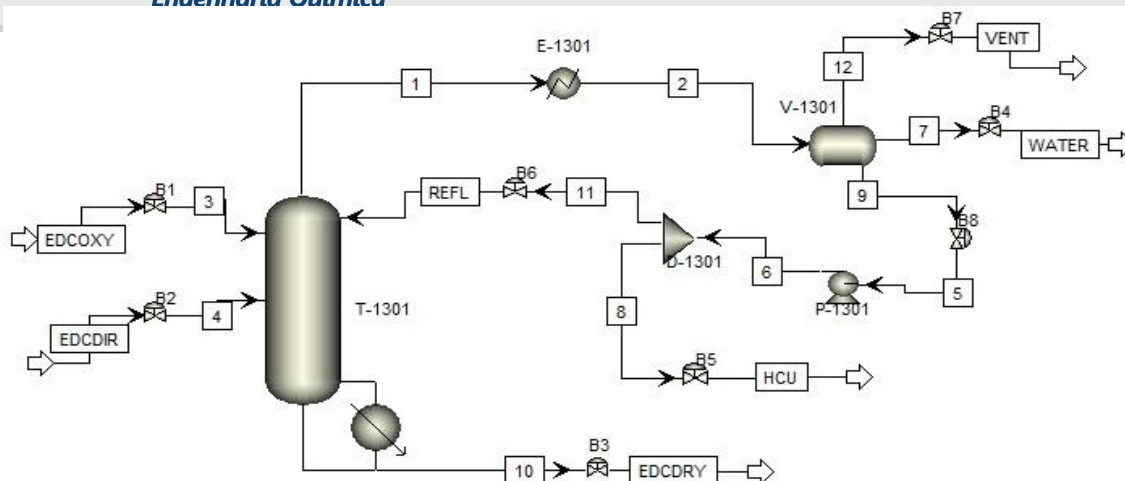 Engenharia Química
B7
E-1301
VENT
1
2
12
V-1301
B4
7
WATER
B6
B1
REFL
11
9
3
B8
EDCOXY
D-1301
6
B2
4
T-1301
8
P-1301
5
EDCDIR
B5
HCU
B3
10
EDCDRY